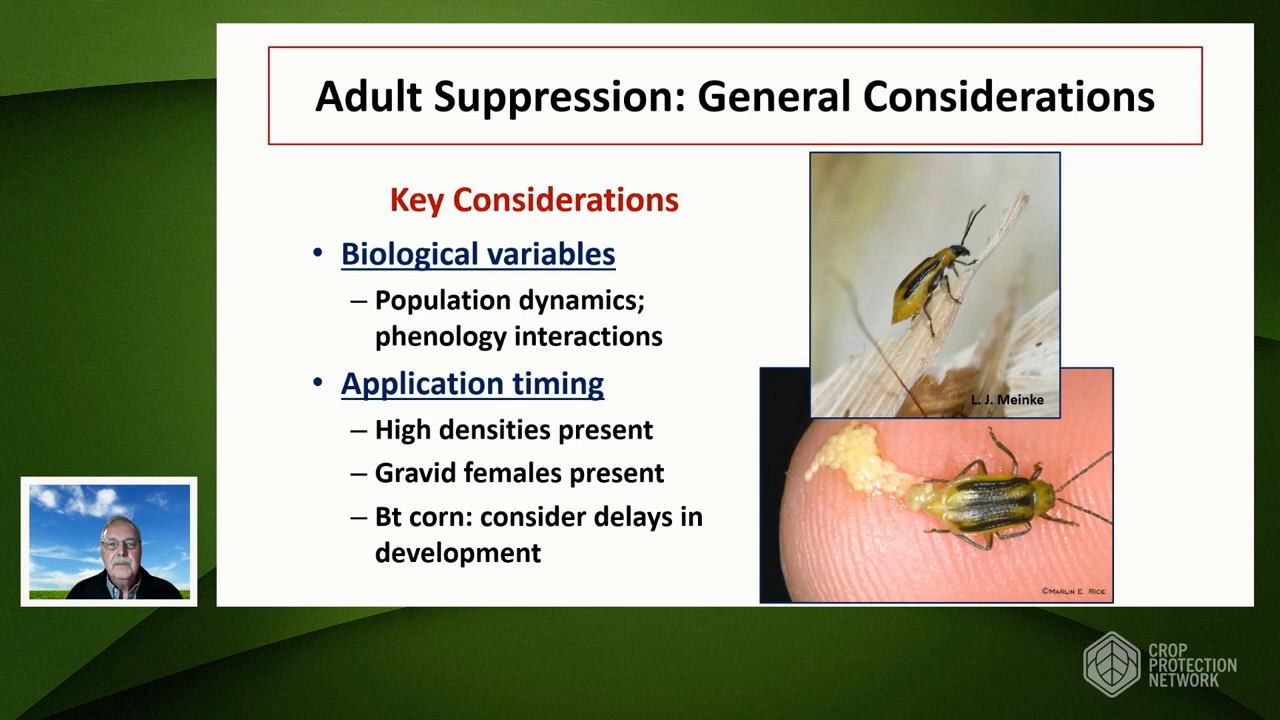 Adult Suppression: General Considerations
Key Considerations
• Biological variables
– Population dynamics;
phenology interactions
• Application timing
– High densities present
– Gravid females present
– Bt corn: consider delays in
development
L. J. Meinke
©MARLIN E. RICE
CROP
PROTECTION
NETWORK